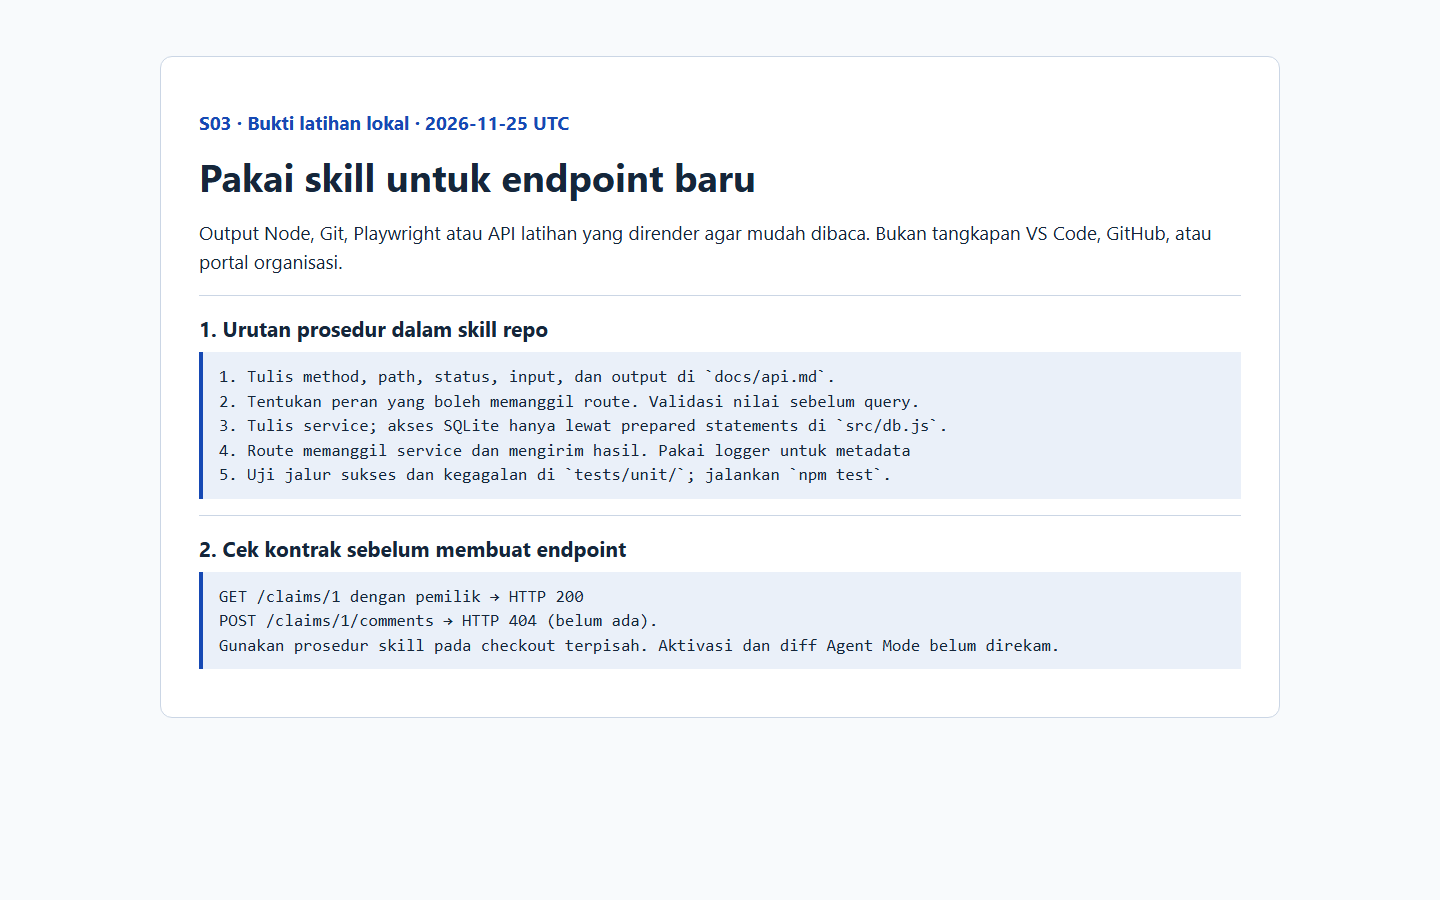 S03 · Bukti latihan lokal · 2026-11-25 UTC
Pakai skill untuk endpoint baru
Output Node, Git, Playwright atau API latihan yang dirender agar mudah dibaca. Bukan tangkapan VS Code, GitHub, atau
portal organisasi.
1. Urutan prosedur dalam skill repo
1. Tulis method, path, status, input, dan output di `docs/api.md`.
2. Tentukan peran yang boleh memanggil route. Validasi nilai sebelum query.
3. Tulis service; akses SQLite hanya lewat prepared statements di `src/db.js`.
4. Route memanggil service dan mengirim hasil. Pakai logger untuk metadata
5. Uji jalur sukses dan kegagalan di `tests/unit/`; jalankan `npm test`.
2. Cek kontrak sebelum membuat endpoint
GET /claims/1 dengan pemilik → HTTP 200
POST /claims/1/comments → HTTP 404 (belum ada).
Gunakan prosedur skill pada checkout terpisah. Aktivasi dan diff Agent Mode belum direkam.